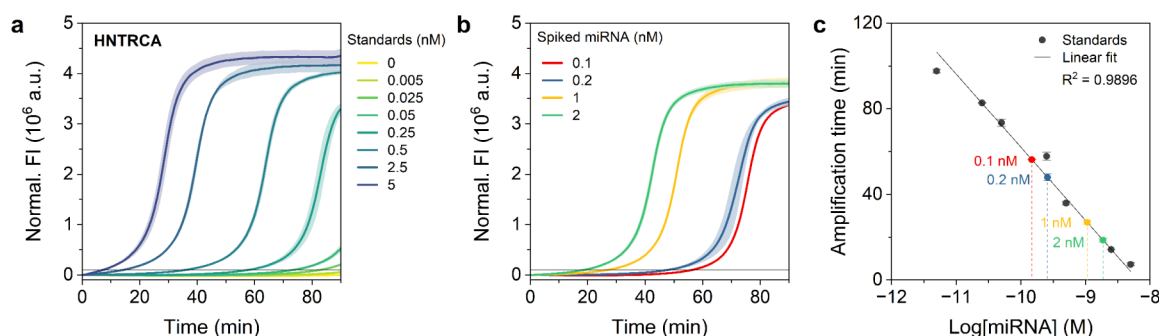 a
HNTRCA
Normal. FI (10⁶ a.u.)
5
4
3
2
1
0
0 20 40 60 80
Time (min)
Standards (nM)
0
0.005
0.025
0.05
0.25
0.5
2.5
5
b
Spiked miRNA (nM)
0.1
0.2
1
2
Normal. FI (10⁶ a.u.)
5
4
3
2
1
0
0 20 40 60 80
Time (min)
c
Standards
Linear fit
R² = 0.9896
Amplification time (min)
120
80
40
0
0.1 nM
0.2 nM
1 nM
2 nM
−12 −11 −10 −9 −8
Log[miRNA] (M)